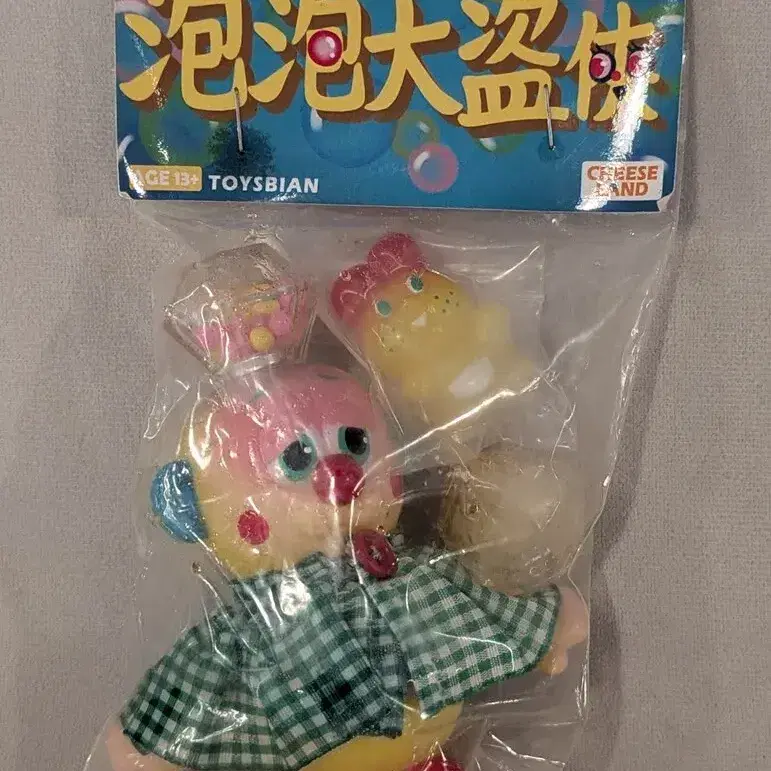 泡泡大盗侠
AGE 13+ TOYSBIAN
CHEESE
LAND